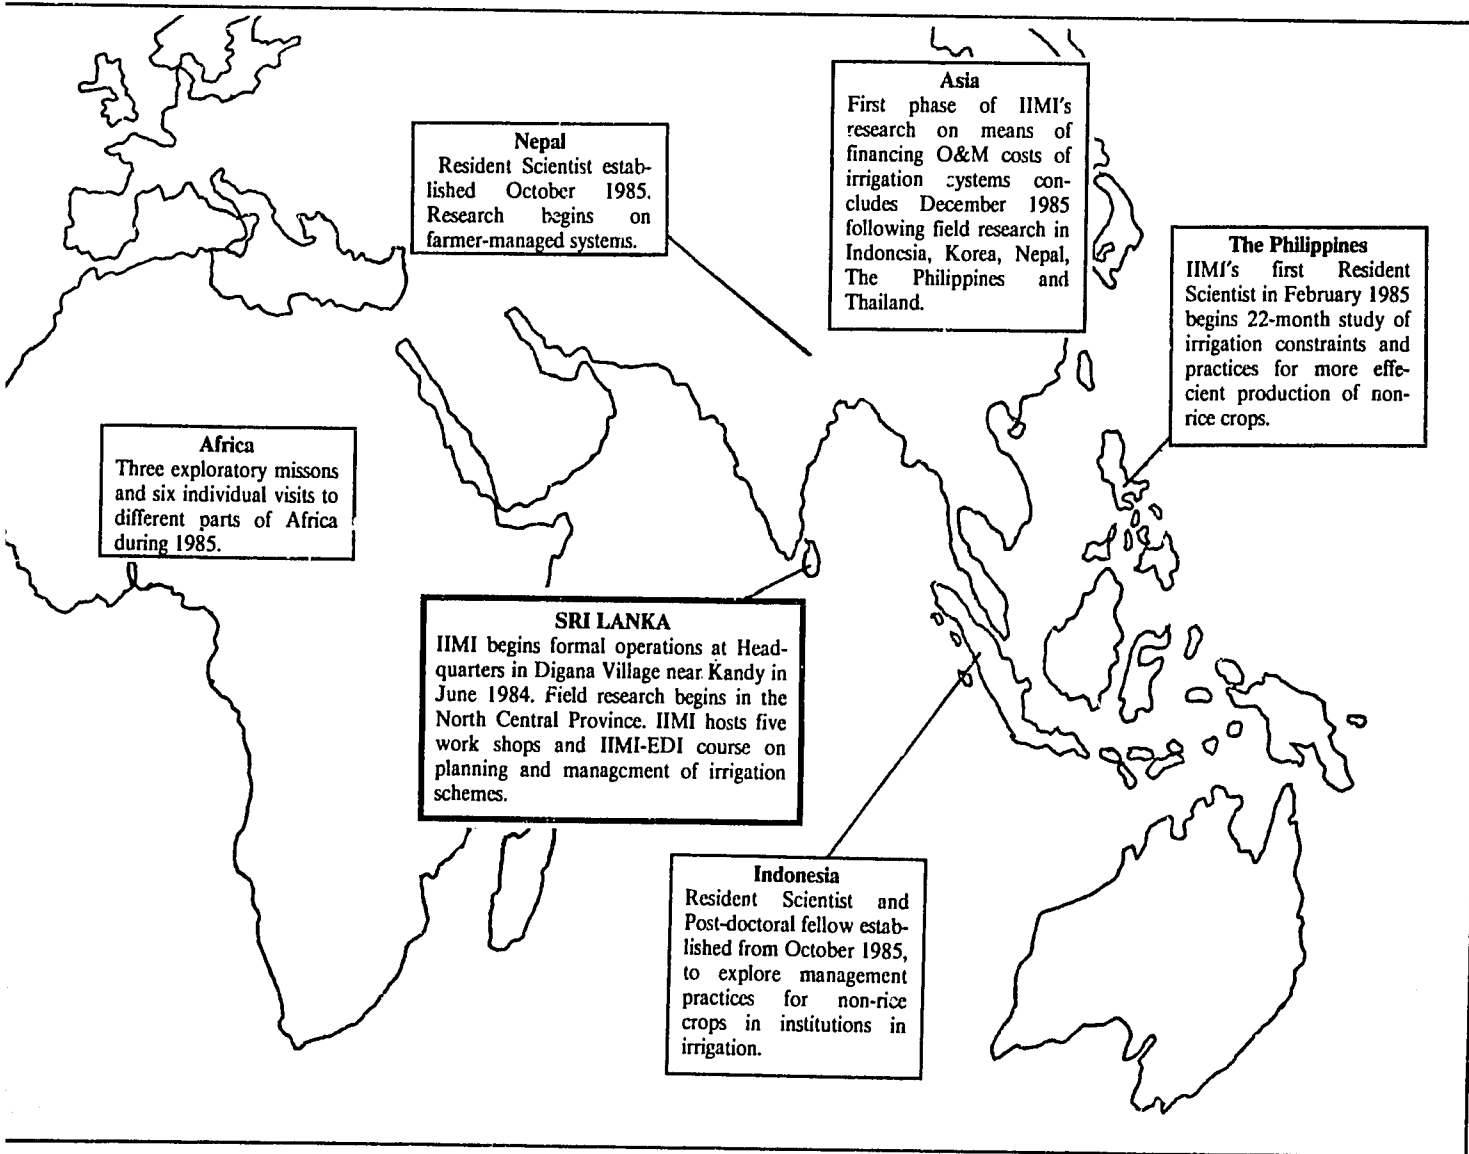 Nepal
Resident Scientist estab-
lished October 1985.
Research begins on
farmer-managed systems.
Asia
First phase of IIMI's
research on means of
financing O&M costs of
irrigation systems con-
cludes December 1985
following field research in
Indonesia, Korea, Nepal,
The Philippines and
Thailand.
The Philippines
IIMI's first Resident
Scientist in February 1985
begins 22-month study of
irrigation constraints and
practices for more effe-
cient production of non-
rice crops.
Africa
Three exploratory missons
and six individual visits to
different parts of Africa
during 1985.
SRI LANKA
IIMI begins formal operations at Head-
quarters in Digana Village near Kandy in
June 1984. Field research begins in the
North Central Province. IIMI hosts five
work shops and IIMI-EDI course on
planning and management of irrigation
schemes.
Indonesia
Resident Scientist and
Post-doctoral fellow estab-
lished from October 1985,
to explore management
practices for non-rice
crops in institutions in
irrigation.